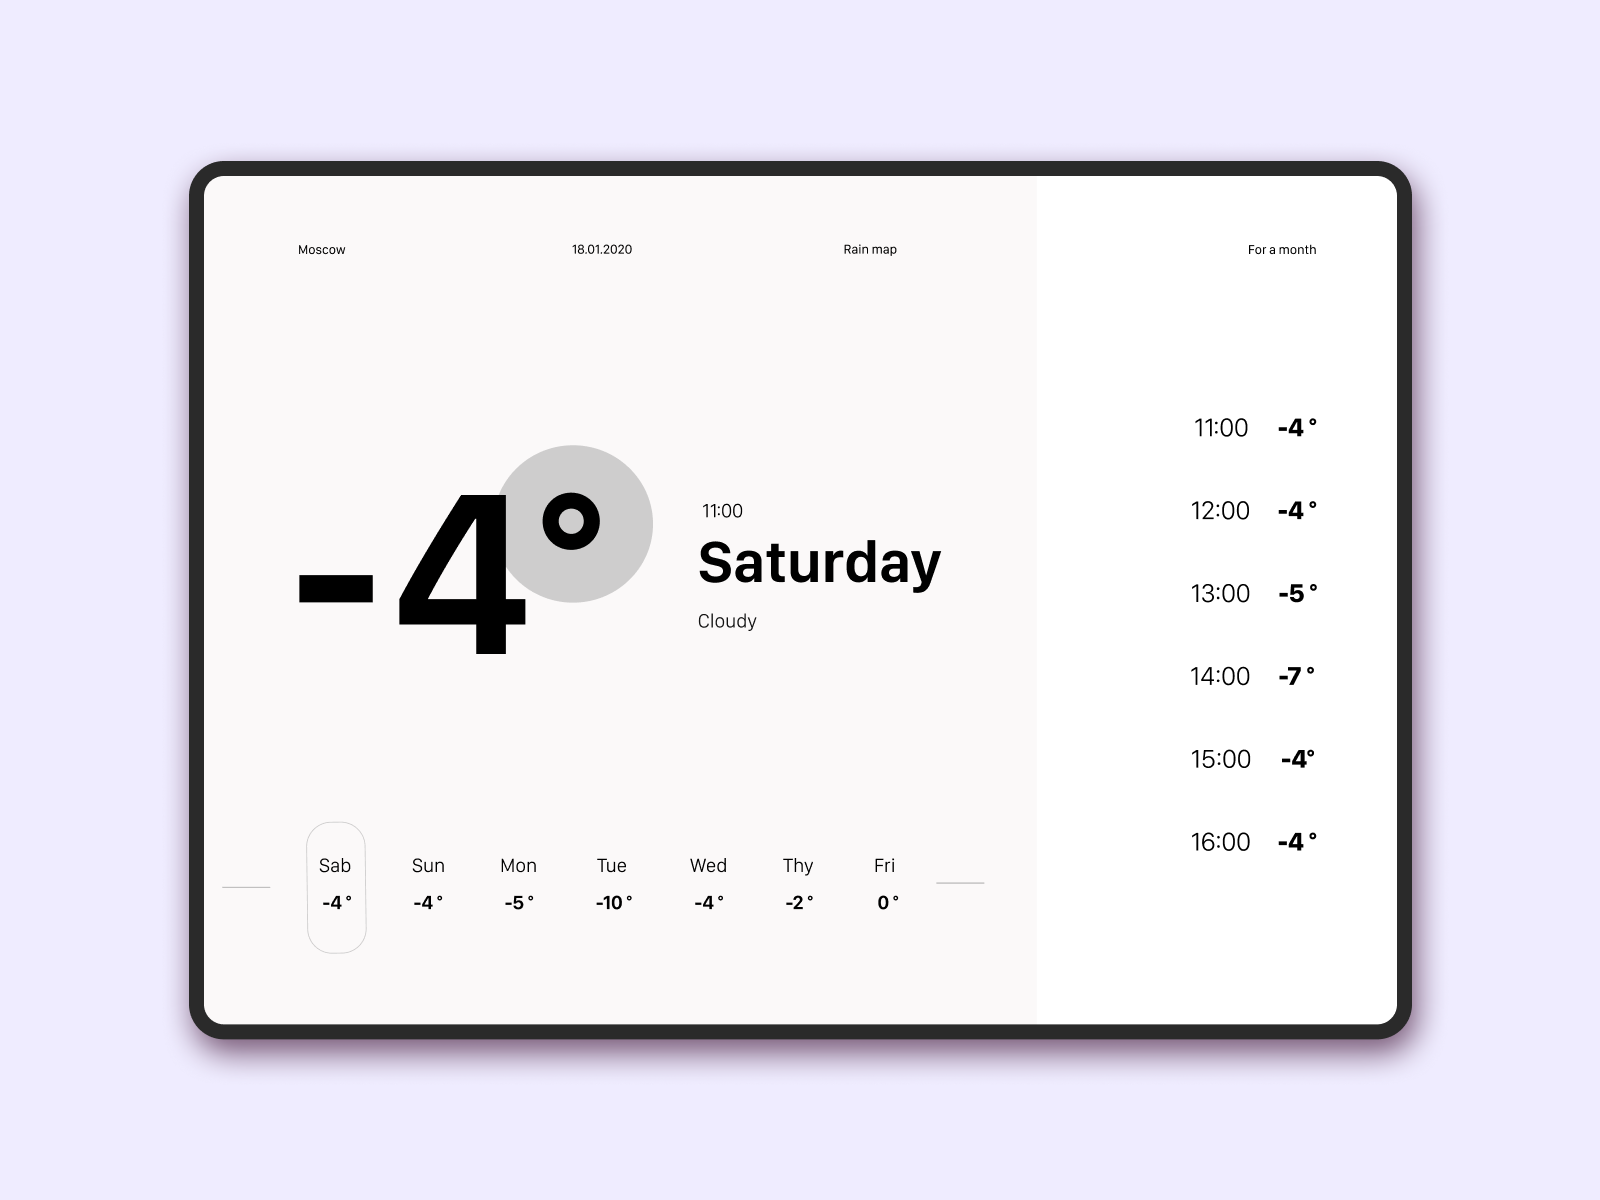 Moscow
18.01.2020
Rain map
For a month
-4°
11:00
Saturday
Cloudy
11:00 -4°
12:00 -4°
13:00 -5°
14:00 -7°
15:00 -4°
16:00 -4°
Sab Sun Mon Tue Wed Thy Fri
-4° -4° -5° -10° -4° -2° 0°